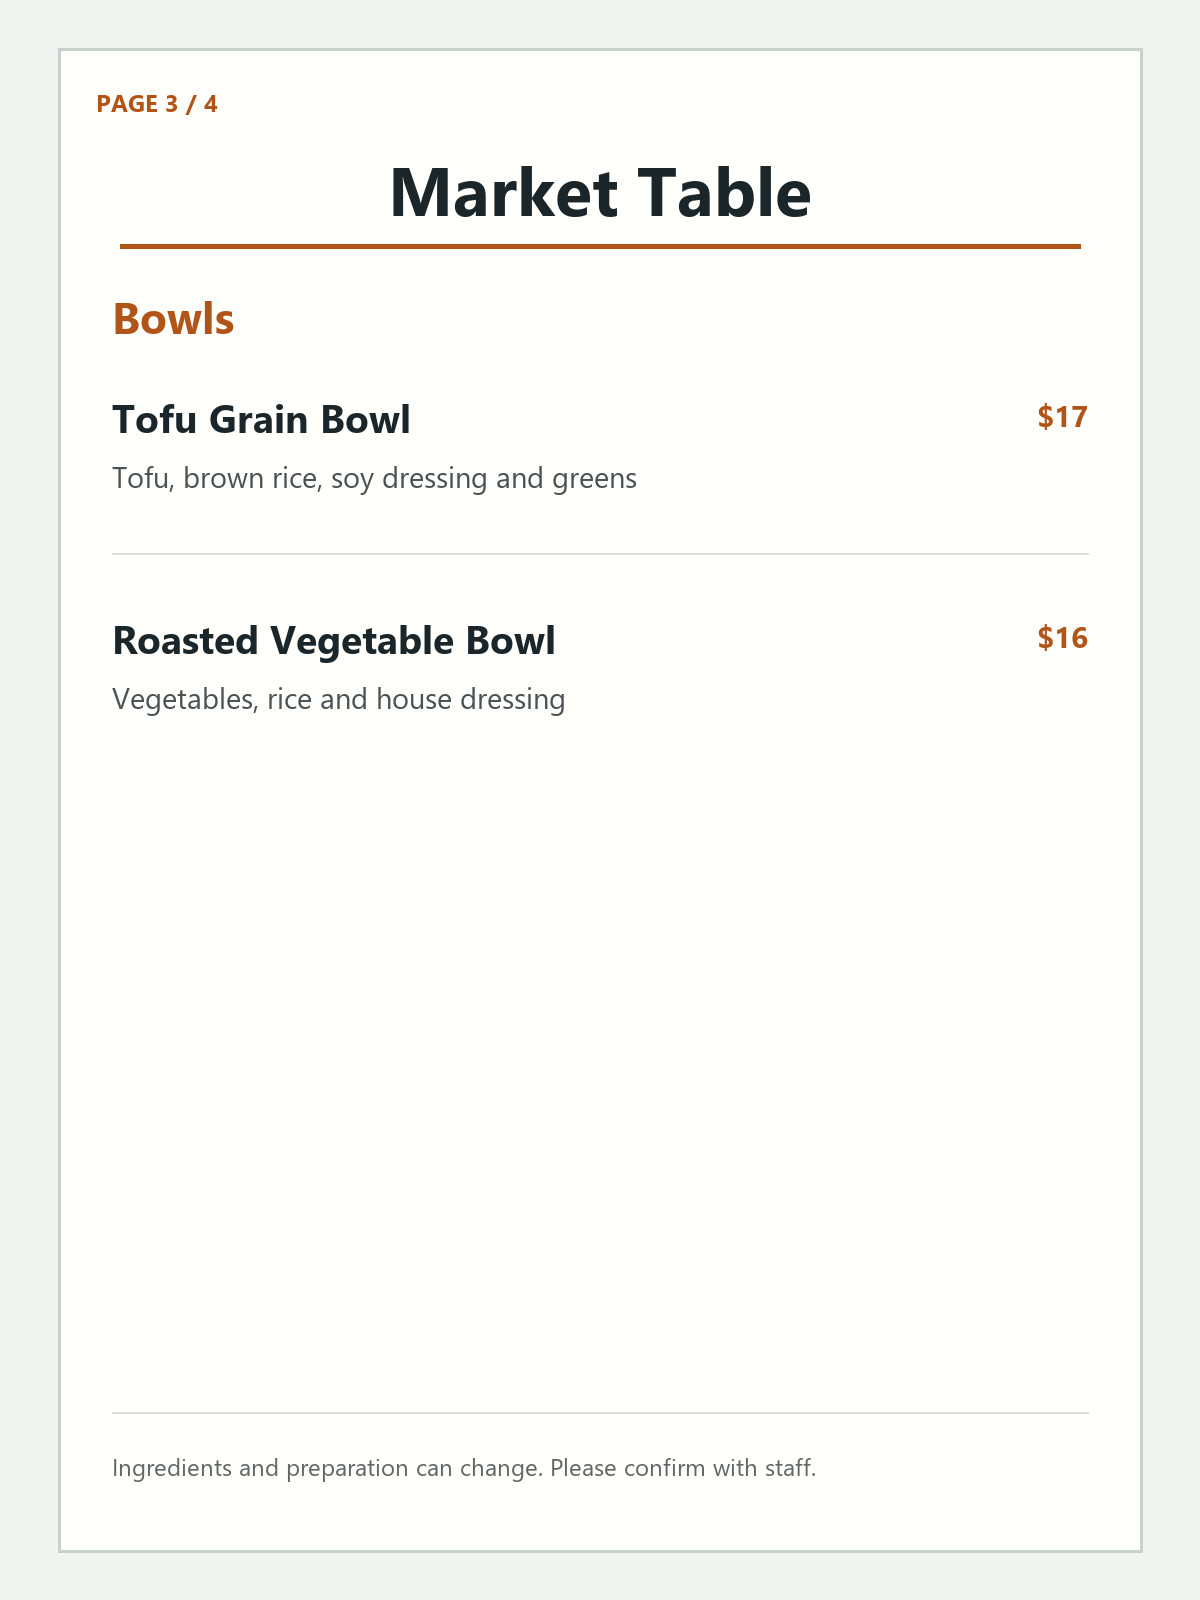 PAGE 3 / 4
Market Table
Bowls
Tofu Grain Bowl $17
Tofu, brown rice, soy dressing and greens
Roasted Vegetable Bowl $16
Vegetables, rice and house dressing
Ingredients and preparation can change. Please confirm with staff.